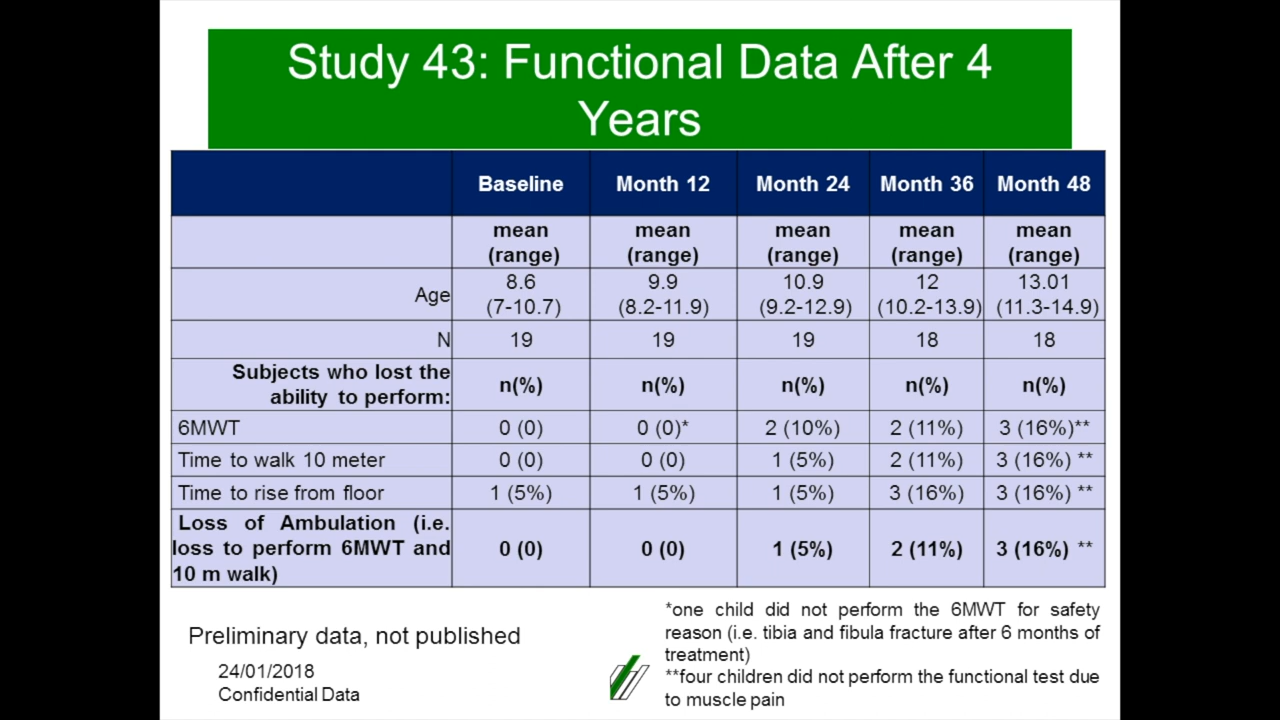 Study 43: Functional Data After 4
Years
Baseline Month 12 Month 24 Month 36 Month 48
mean mean mean mean mean
(range) (range) (range) (range) (range)
Age 8.6 9.9 10.9 12 13.01
(7-10.7) (8.2-11.9) (9.2-12.9) (10.2-13.9) (11.3-14.9)
N 19 19 19 18 18
Subjects who lost the
ability to perform: n(%) n(%) n(%) n(%) n(%)
6MWT 0 (0) 0 (0)* 2 (10%) 2 (11%) 3 (16%)**
Time to walk 10 meter 0 (0) 0 (0) 1 (5%) 2 (11%) 3 (16%) **
Time to rise from floor 1 (5%) 1 (5%) 1 (5%) 3 (16%) 3 (16%) **
Loss of Ambulation (i.e.
loss to perform 6MWT and 0 (0) 0 (0) 1 (5%) 2 (11%) 3 (16%) **
10 m walk)
*one child did not perform the 6MWT for safety
reason (i.e. tibia and fibula fracture after 6 months of
treatment)
**four children did not perform the functional test due
to muscle pain
Preliminary data, not published
24/01/2018
Confidential Data